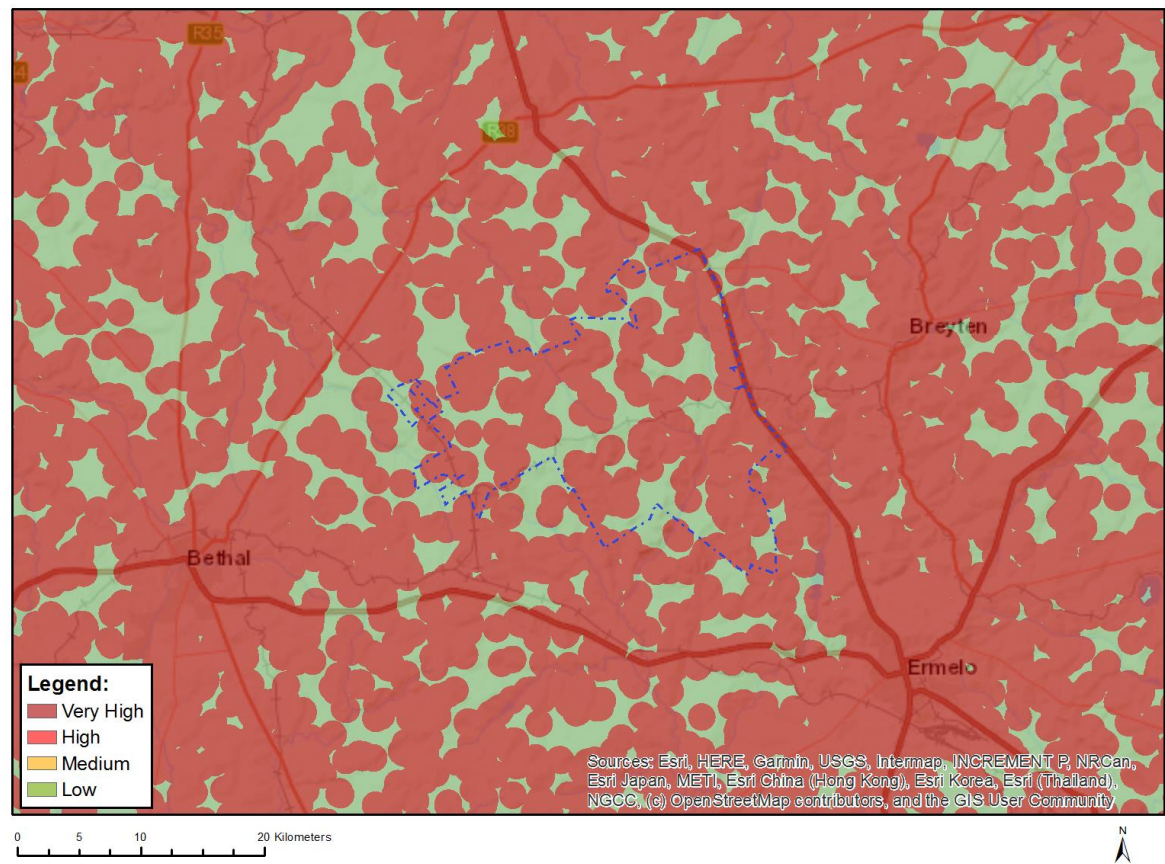 R35
4
R38
Breyten
Bethal
Ermelo
Legend:
Very High
High
Medium
Low
Sources: Esri, HERE, Garmin, USGS, Intermap, INCREMENT P, NRCan,
Esri Japan, METI, Esri China (Hong Kong), Esri Korea, Esri (Thailand),
NGCC, (c) OpenStreetMap contributors, and the GIS User Community
0 5 10 20 Kilometers
N